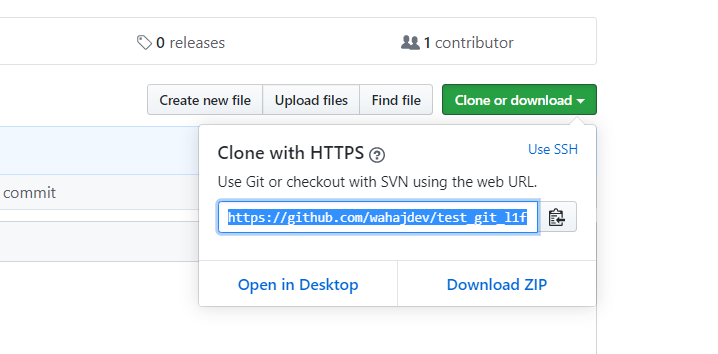 0 releases
1 contributor
Create new file
Upload files
Find file
Clone or download
Clone with HTTPS
Use SSH
commit
Use Git or checkout with SVN using the web URL.
https://github.com/wahajdev/test_git_l1f
Open in Desktop
Download ZIP